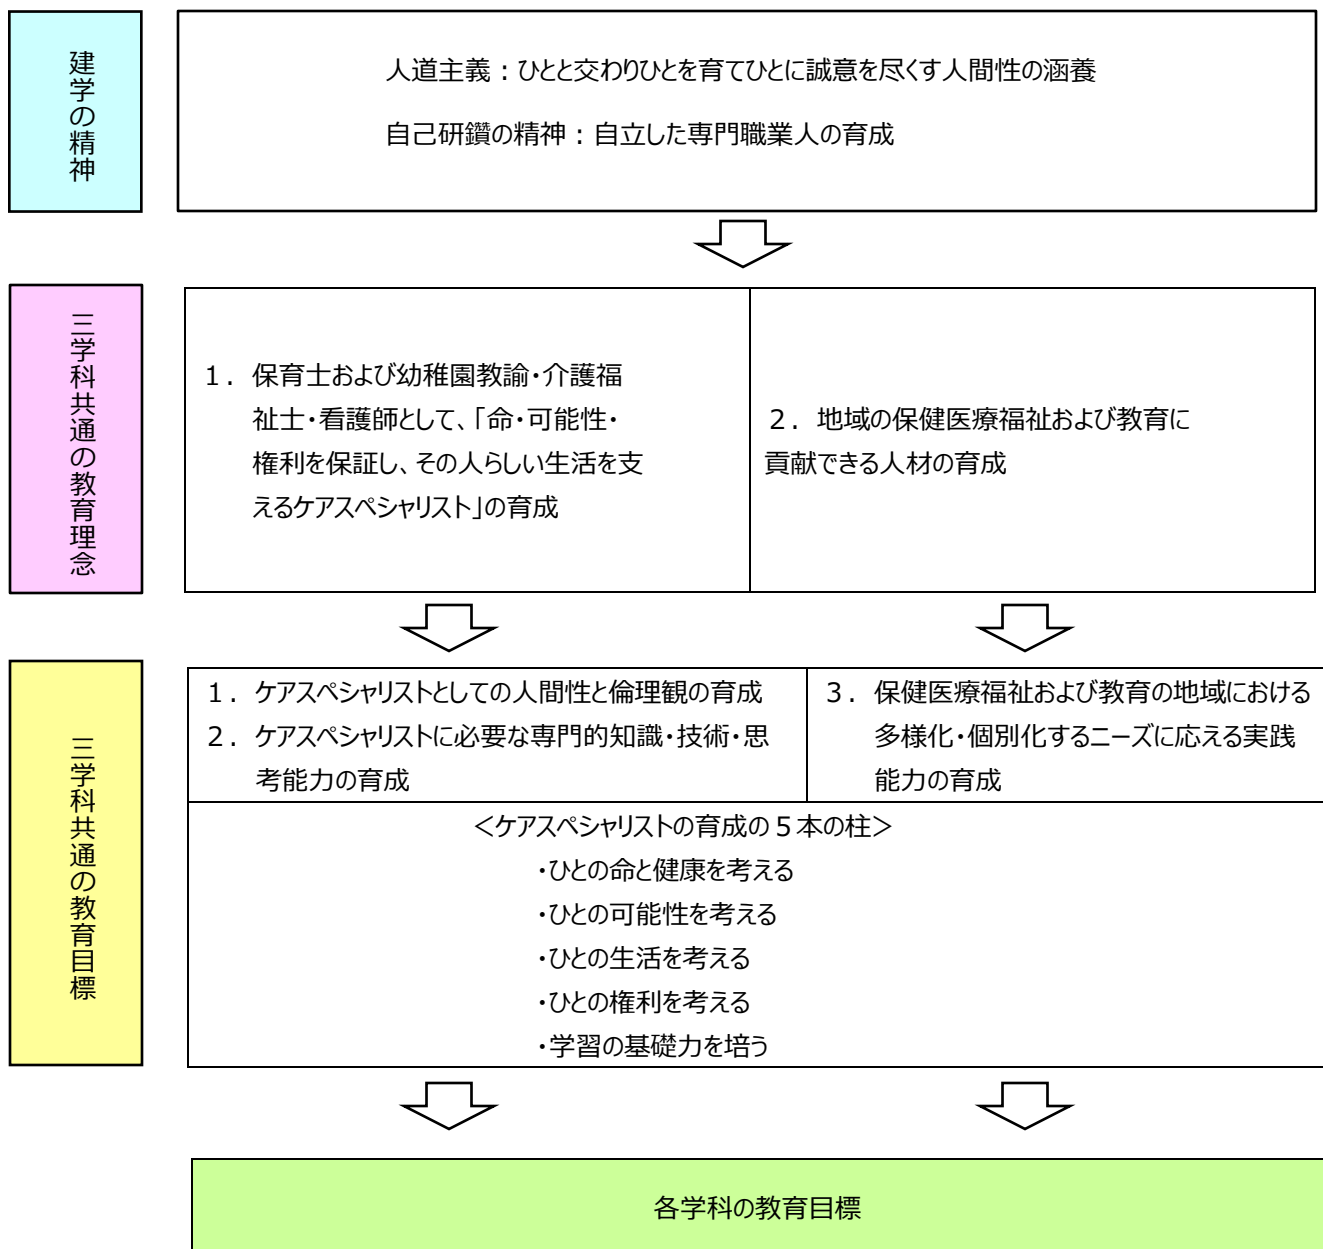 建学の精神
人道主義：ひとと交わりひとを育てひとに誠意を尽くす人間性の涵養
自己研鑽の精神：自立した専門職業人の育成
三学科共通の教育理念
１．保育士および幼稚園教諭・介護福
祉士・看護師として、「命・可能性・
権利を保証し、その人らしい生活を支
えるケアスペシャリスト」の育成
２．地域の保健医療福祉および教育に
貢献できる人材の育成
三学科共通の教育目標
１．ケアスペシャリストとしての人間性と倫理観の育成
２．ケアスペシャリストに必要な専門的知識・技術・思
考能力の育成
３．保健医療福祉および教育の地域における
多様化・個別化するニーズに応える実践
能力の育成
＜ケアスペシャリストの育成の５本の柱＞
・ひとの命と健康を考える
・ひとの可能性を考える
・ひとの生活を考える
・ひとの権利を考える
・学習の基礎力を培う
各学科の教育目標